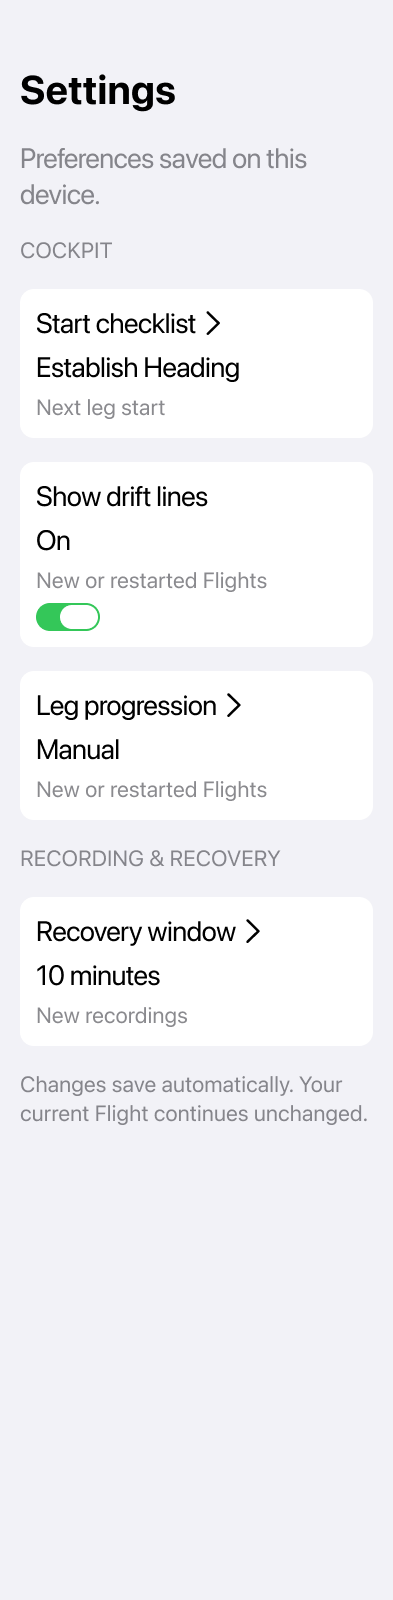 Settings
Preferences saved on this
device.
COCKPIT
Start checklist
Establish Heading
Next leg start
Show drift lines
On
New or restarted Flights
Leg progression
Manual
New or restarted Flights
RECORDING & RECOVERY
Recovery window
10 minutes
New recordings
Changes save automatically. Your
current Flight continues unchanged.